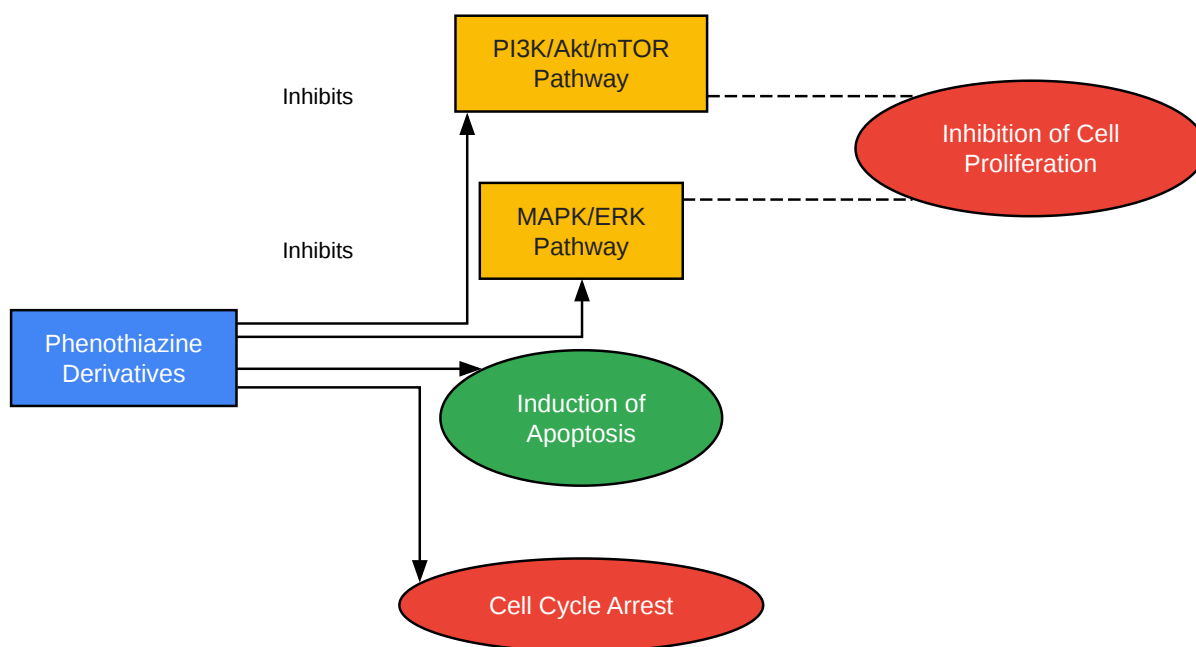 PI3K/Akt/mTOR
Pathway
Inhibits
Inhibition of Cell
Proliferation
MAPK/ERK
Pathway
Inhibits
Phenothiazine
Derivatives
Induction of
Apoptosis
Cell Cycle Arrest